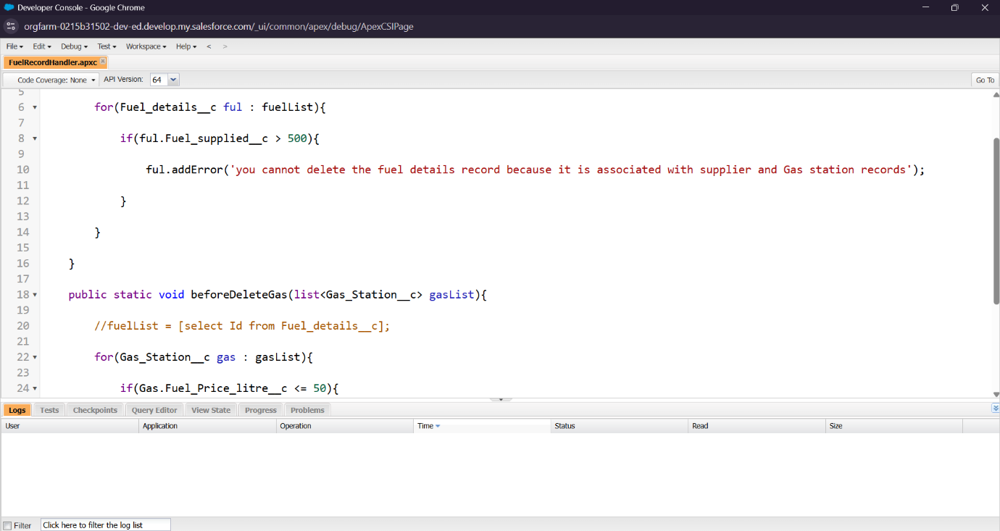 Developer Console - Google Chrome
orgfarm-0215b31502-dev-ed.develop.my.salesforce.com/_ui/common/apex/debug/ApexCSIPage
File Edit Debug Test Workspace Help < >
FuelRecordHandler.apxc
Code Coverage: None API Version: 64 Go To
5
6 for(Fuel_details__c ful : fuelList){
7
8 if(ful.Fuel_supplied__c > 500){
9
10 ful.addError('you cannot delete the fuel details record because it is associated with supplier and Gas station records');
11
12 }
13
14 }
15
16 }
17
18 public static void beforeDeleteGas(list<Gas_Station__c> gasList){
19
20 //fuelList = [select Id from Fuel_details__c];
21
22 for(Gas_Station__c gas : gasList){
23
24 if(Gas.Fuel_Price_litre__c <= 50){
Logs Tests Checkpoints Query Editor View State Progress Problems
User Application Operation Time Status Read Size
Filter Click here to filter the log list